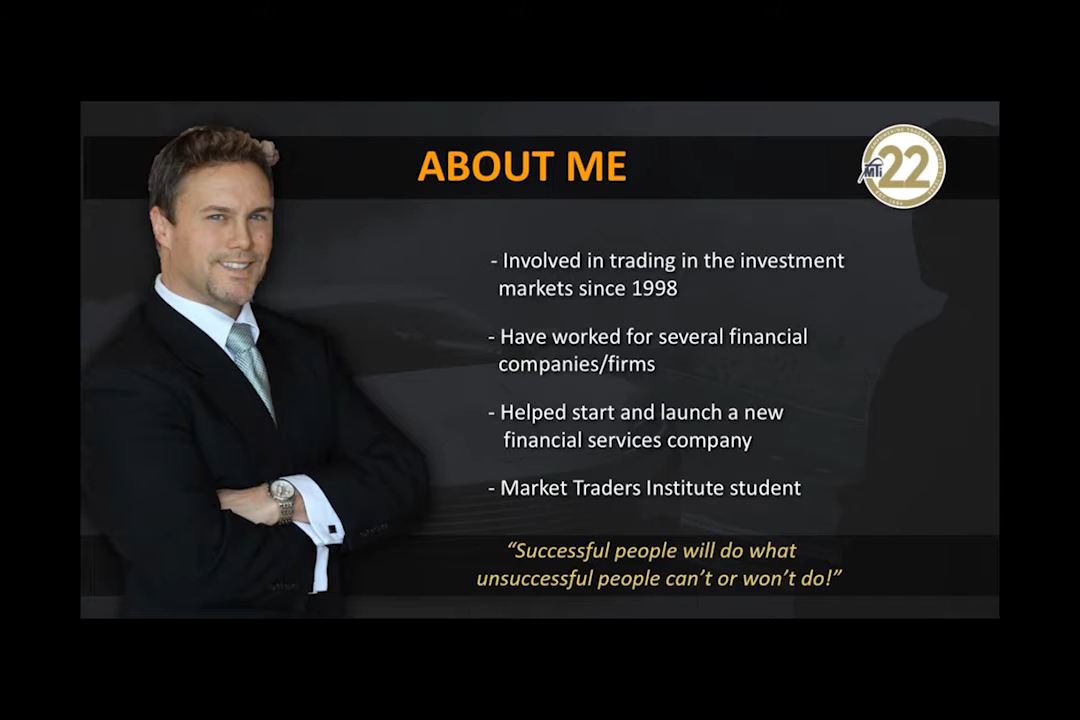 ABOUT ME
MTi
22
- Involved in trading in the investment
markets since 1998
- Have worked for several financial
companies/firms
- Helped start and launch a new
financial services company
- Market Traders Institute student
“Successful people will do what
unsuccessful people can’t or won’t do!”